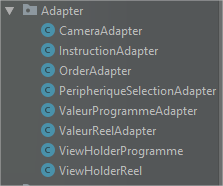 Adapter
CameraAdapter
InstructionAdapter
OrderAdapter
PeripheriqueSelectionAdapter
ValeurProgrammeAdapter
ValeurReelAdapter
ViewHolderProgramme
ViewHolderReel